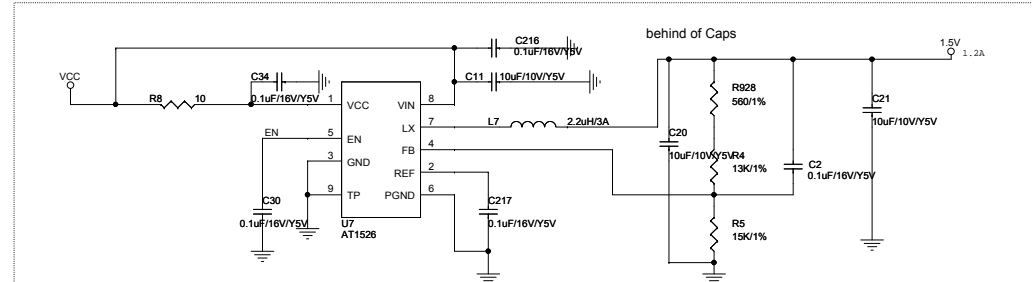 behind of Caps
1.5V
1.2A
VCC
C216
0.1uF/16V/Y5V
C34
0.1uF/16V/Y5V
C11 10uF/10V/Y5V
R8 10
1 VCC VIN 8
LX 7
L7 2.2uH/3A
EN 5 EN
FB 4
3 GND
REF 2
9 TP PGND 6
U7
AT1526
C30
0.1uF/16V/Y5V
C217
0.1uF/16V/Y5V
C20
10uF/10V/Y5V
R928
560/1%
R4
13K/1%
C2
0.1uF/16V/Y5V
C21
10uF/10V/Y5V
R5
15K/1%